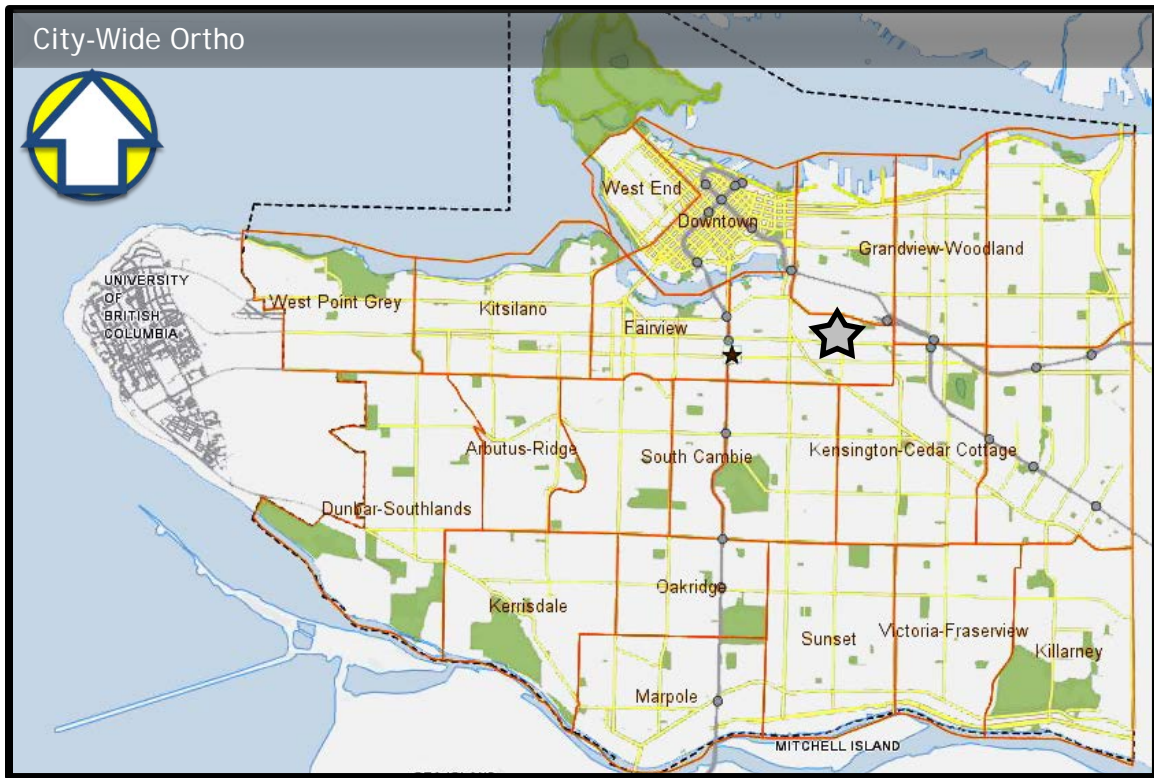 City-Wide Ortho
West End
Downtown
Grandview-Woodland
UNIVERSITY
OF
BRITISH
COLUMBIA
West Point Grey
Kitsilano
Fairview
Arbutus-Ridge
South Cambie
Kensington-Cedar Cottage
Dunbar-Southlands
Kerrisdale
Oakridge
Sunset
Victoria-Fraserview
Killarney
Marpole
MITCHELL ISLAND